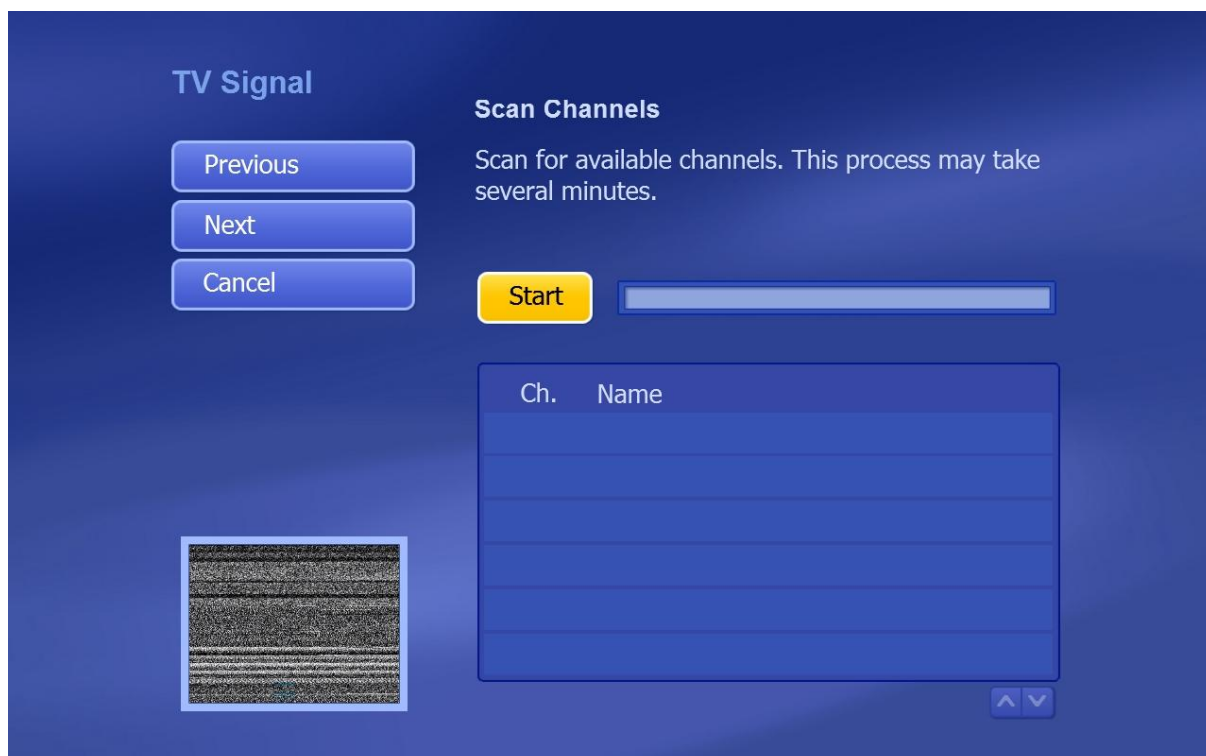 TV Signal
Previous
Next
Cancel
Scan Channels
Scan for available channels. This process may take
several minutes.
Start
Ch. Name